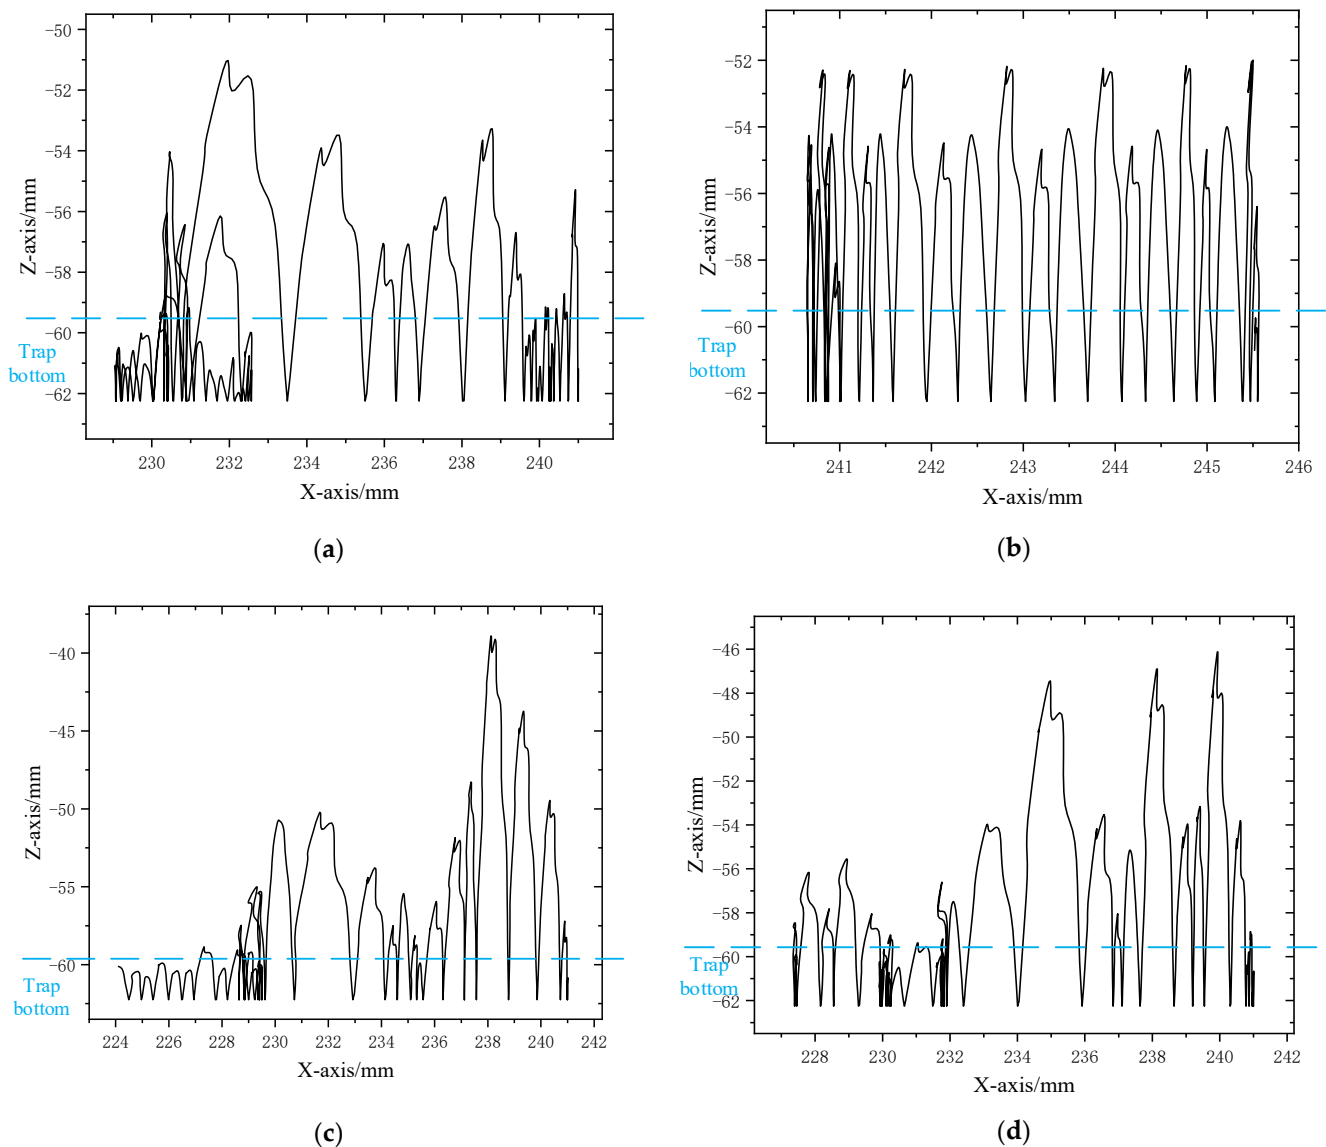 −50
−52
−54
−56
−58
−60
−62
Z-axis/mm
Trap
bottom
230
232
234
236
238
240
X-axis/mm
(a)
−52
−54
−56
−58
−60
−62
Z-axis/mm
Trap
bottom
241
242
243
244
245
246
X-axis/mm
(b)
−40
−45
−50
−55
−60
Z-axis/mm
Trap
bottom
224
226
228
230
232
234
236
238
240
242
X-axis/mm
(c)
−46
−48
−50
−52
−54
−56
−58
−60
−62
Z-axis/mm
Trap
bottom
228
230
232
234
236
238
240
242
X-axis/mm
(d)